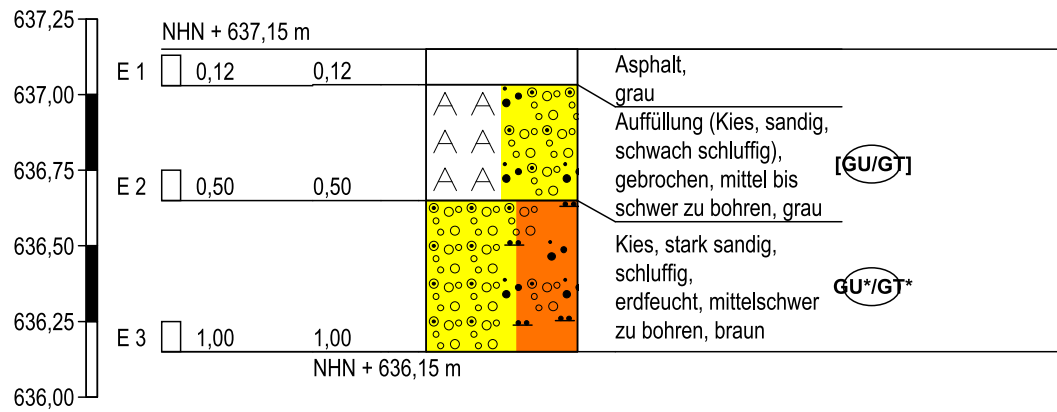 637,25
NHN + 637,15 m
E 1 0,12 0,12
Asphalt,
grau
637,00
Auffüllung (Kies, sandig,
schwach schluffig),
gebrochen, mittel bis
schwer zu bohren, grau
[GU/GT]
636,75
E 2 0,50 0,50
636,50
Kies, stark sandig,
schluffig,
erdfeucht, mittelschwer
zu bohren, braun
GU*/GT*
636,25
E 3 1,00 1,00
NHN + 636,15 m
636,00